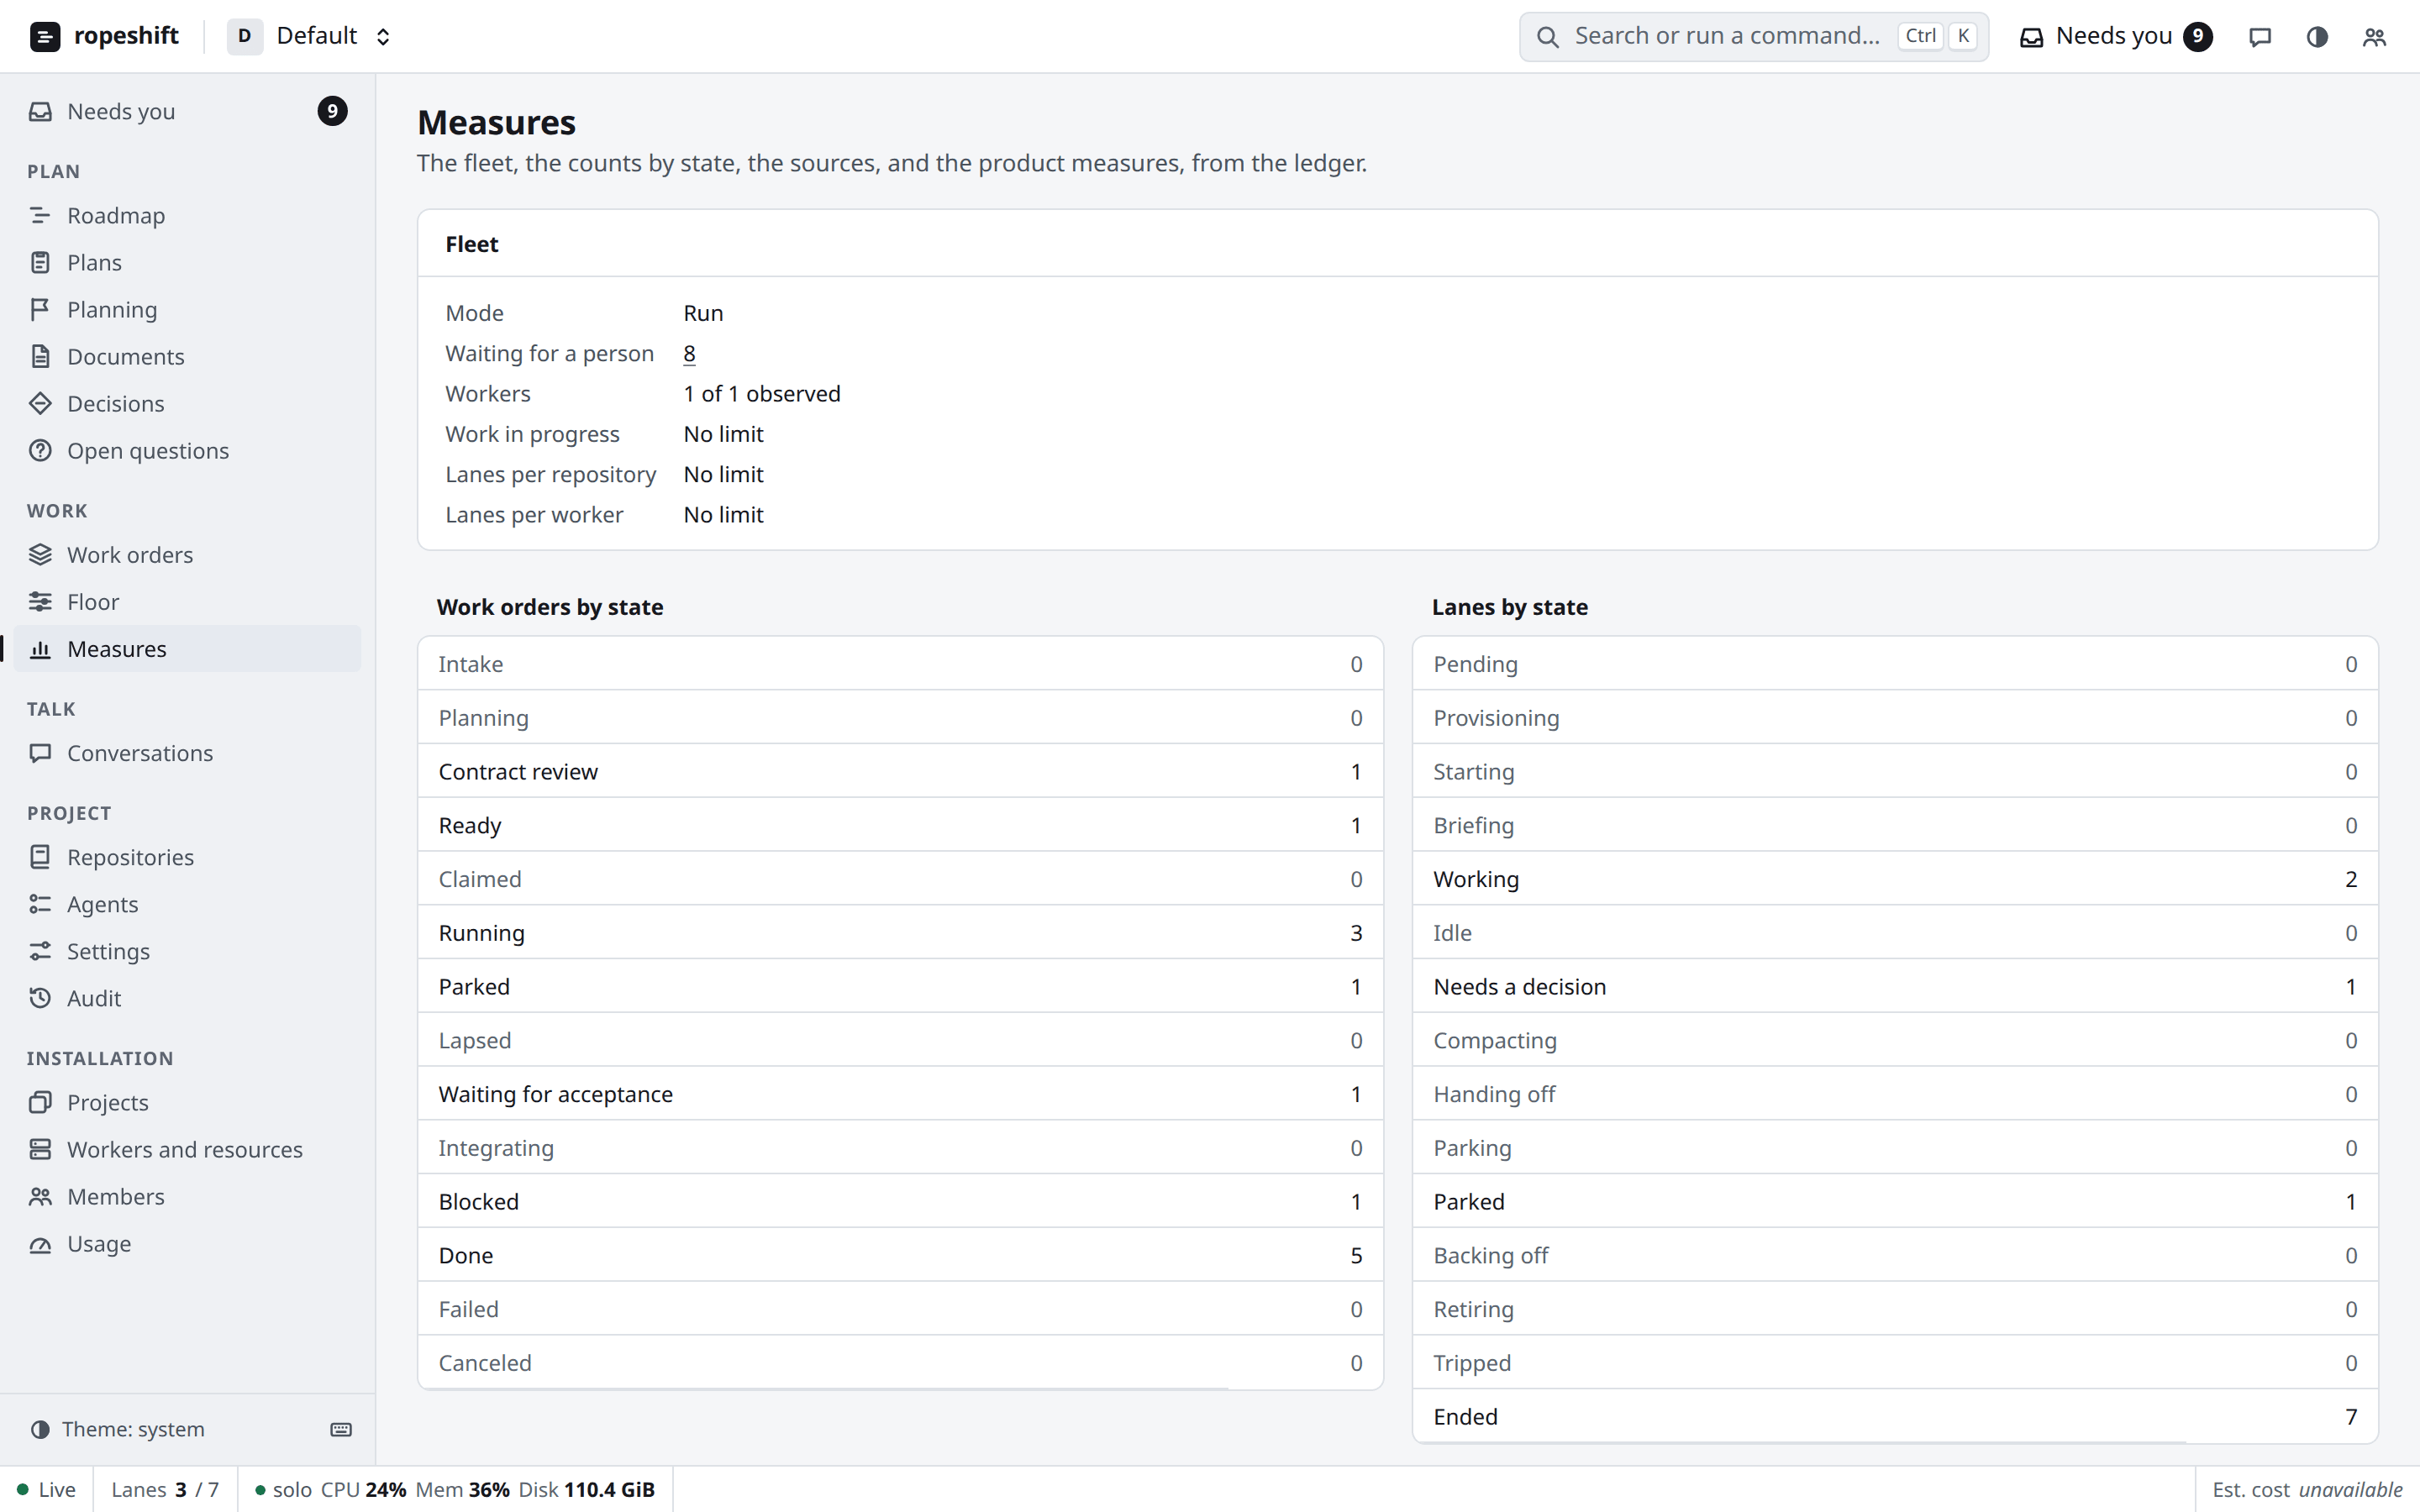 ropeshift
D Default
Search or run a command... Ctrl K
Needs you 9
Needs you 9
PLAN
Roadmap
Plans
Planning
Documents
Decisions
Open questions
WORK
Work orders
Floor
Measures
TALK
Conversations
PROJECT
Repositories
Agents
Settings
Audit
INSTALLATION
Projects
Workers and resources
Members
Usage
Theme: system
Measures
The fleet, the counts by state, the sources, and the product measures, from the ledger.
Fleet
Mode Run
Waiting for a person 8
Workers 1 of 1 observed
Work in progress No limit
Lanes per repository No limit
Lanes per worker No limit
Work orders by state
Intake 0
Planning 0
Contract review 1
Ready 1
Claimed 0
Running 3
Parked 1
Lapsed 0
Waiting for acceptance 1
Integrating 0
Blocked 1
Done 5
Failed 0
Canceled 0
Lanes by state
Pending 0
Provisioning 0
Starting 0
Briefing 0
Working 2
Idle 0
Needs a decision 1
Compacting 0
Handing off 0
Parking 0
Parked 1
Backing off 0
Retiring 0
Tripped 0
Ended 7
Live
Lanes 3 / 7
solo CPU 24% Mem 36% Disk 110.4 GiB
Est. cost unavailable